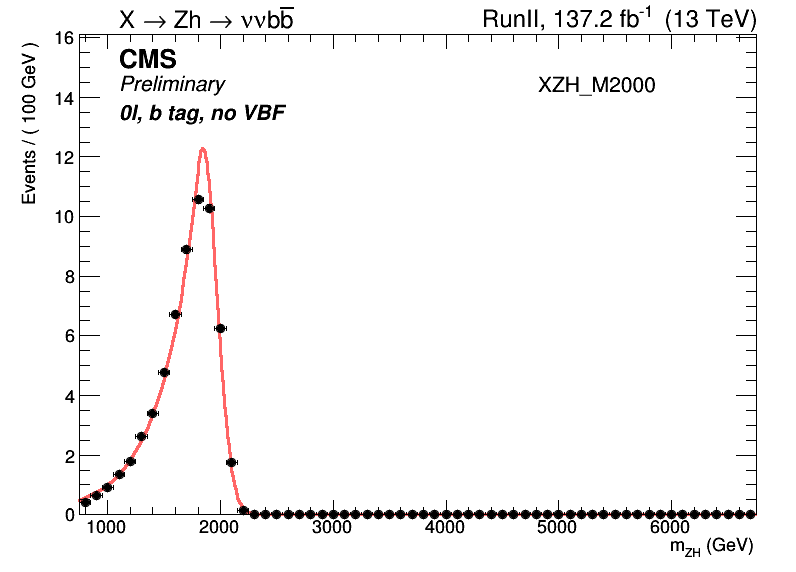 X → Zh → ννbb̅
RunII, 137.2 fb⁻¹ (13 TeV)
CMS
Preliminary
0l, b tag, no VBF
XZH_M2000
Events / ( 100 GeV )
16
14
12
10
8
6
4
2
0
1000 2000 3000 4000 5000 6000
m_ZH (GeV)